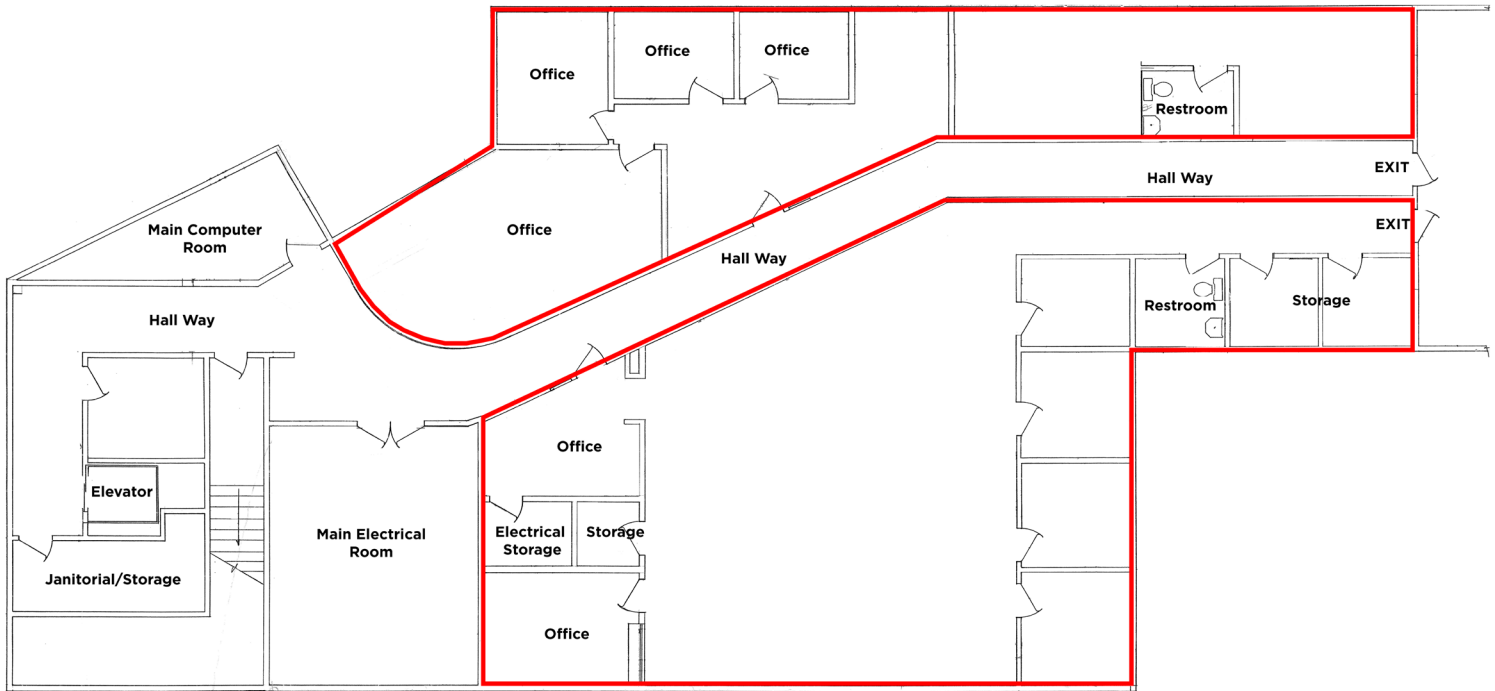 Office
Office
Office
Restroom
EXIT
Hall Way
Main Computer
Room
Office
EXIT
Hall Way
Hall Way
Restroom
Storage
Office
Elevator
Main Electrical
Room
Electrical
Storage
Storage
Janitorial/Storage
Office